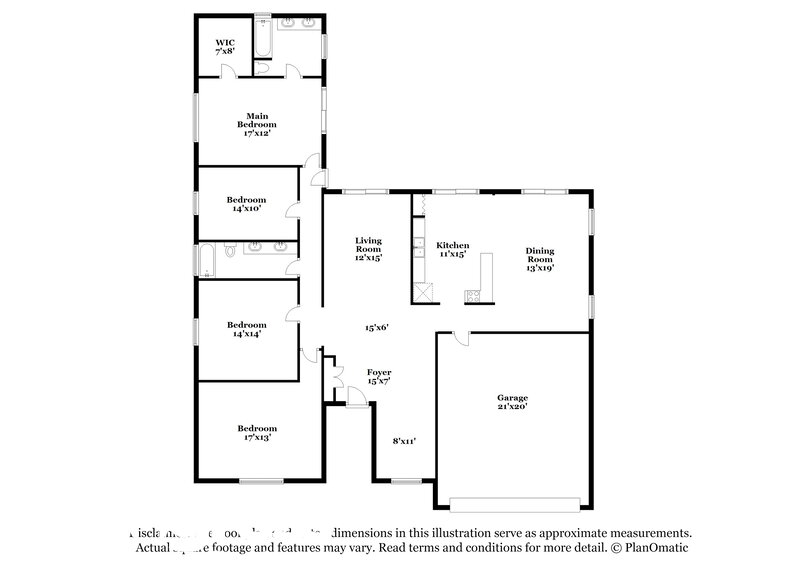 WIC
7'x8'
Main
Bedroom
17'x12'
Bedroom
14'x10'
Living
Room
12'x15'
Kitchen
11'x15'
Dining
Room
13'x19'
Bedroom
14'x14'
15'x6'
Foyer
15'x7'
Garage
21'x20'
Bedroom
17'x13'
8'x11'
dimensions in this illustration serve as approximate measurements.
Actual footage and features may vary. Read terms and conditions for more detail. © PlanOmatic